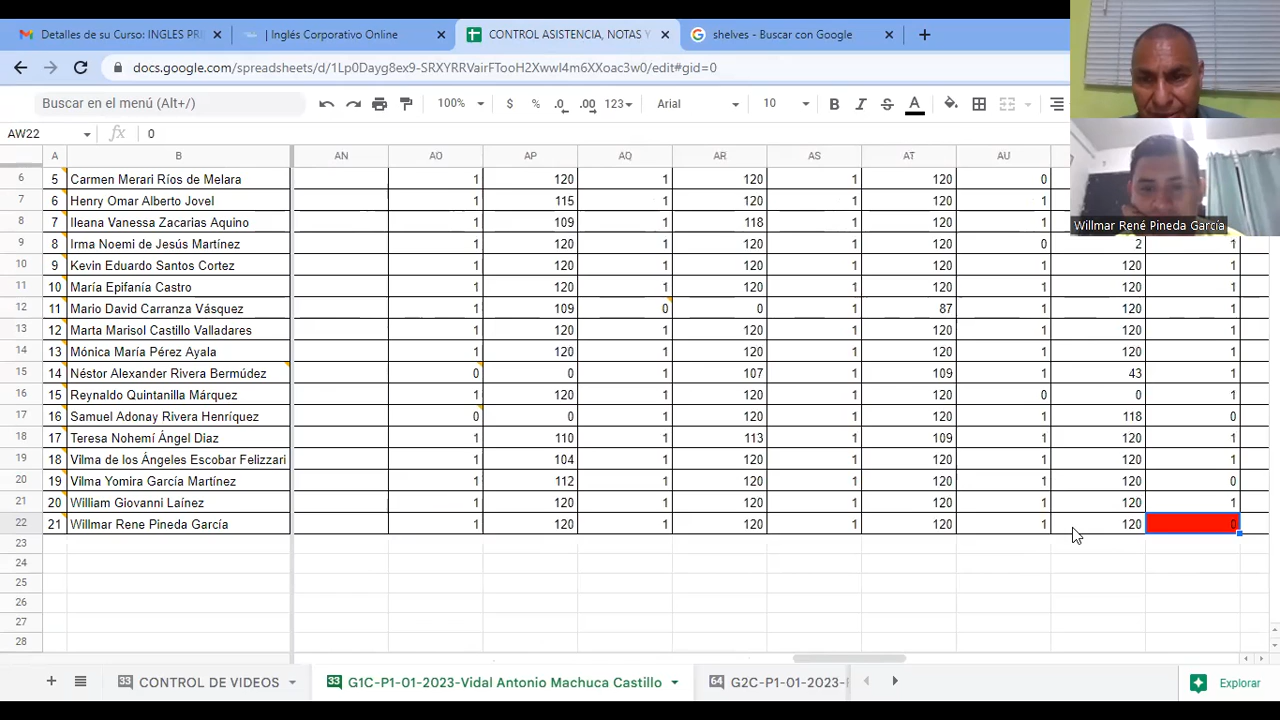 Detalles de su Curso: INGLES PR
| Inglés Corporativo Online
CONTROL ASISTENCIA, NOTAS Y
shelves - Buscar con Google
Buscar en el menú (Alt+/)
100%
$
%
.0
.00
123
Arial
10
B
I
S
A
AW22
fx
0
A B AN AO AP AQ AR AS AT AU
6 5 Carmen Merari Ríos de Melara 1 120 1 120 1 120 0
7 6 Henry Omar Alberto Jovel 1 115 1 120 1 120 1
8 7 Ileana Vanessa Zacarias Aquino 1 109 1 118 1 120 1
Willmar René Pineda García
9 8 Irma Noemi de Jesús Martínez 1 120 1 120 1 120 0 2 1
10 9 Kevin Eduardo Santos Cortez 1 120 1 120 1 120 1 120 1
11 10 María Epifanía Castro 1 120 1 120 1 120 1 120 1
12 11 Mario David Carranza Vásquez 1 109 0 0 1 87 1 120 1
13 12 Marta Marisol Castillo Valladares 1 120 1 120 1 120 1 120 1
14 13 Mónica María Pérez Ayala 1 120 1 120 1 120 1 120 1
15 14 Néstor Alexander Rivera Bermúdez 0 0 1 107 1 109 1 43 1
16 15 Reynaldo Quintanilla Márquez 1 120 1 120 1 120 0 0 1
17 16 Samuel Adonay Rivera Henríquez 0 0 1 120 1 120 1 118 0
18 17 Teresa Nohemí Ángel Diaz 1 110 1 113 1 109 1 120 1
19 18 Vilma de los Ángeles Escobar Felizzari 1 104 1 120 1 120 1 120 1
20 19 Vilma Yomira García Martínez 1 112 1 120 1 120 1 120 0
21 20 William Giovanni Laínez 1 120 1 120 1 120 1 120 1
22 21 Willmar Rene Pineda García 1 120 1 120 1 120 1 120 0
23
24
25
26
27
28
33 CONTROL DE VIDEOS
33 G1C-P1-01-2023-Vidal Antonio Machuca Castillo
64 G2C-P1-01-2023-
Explorar